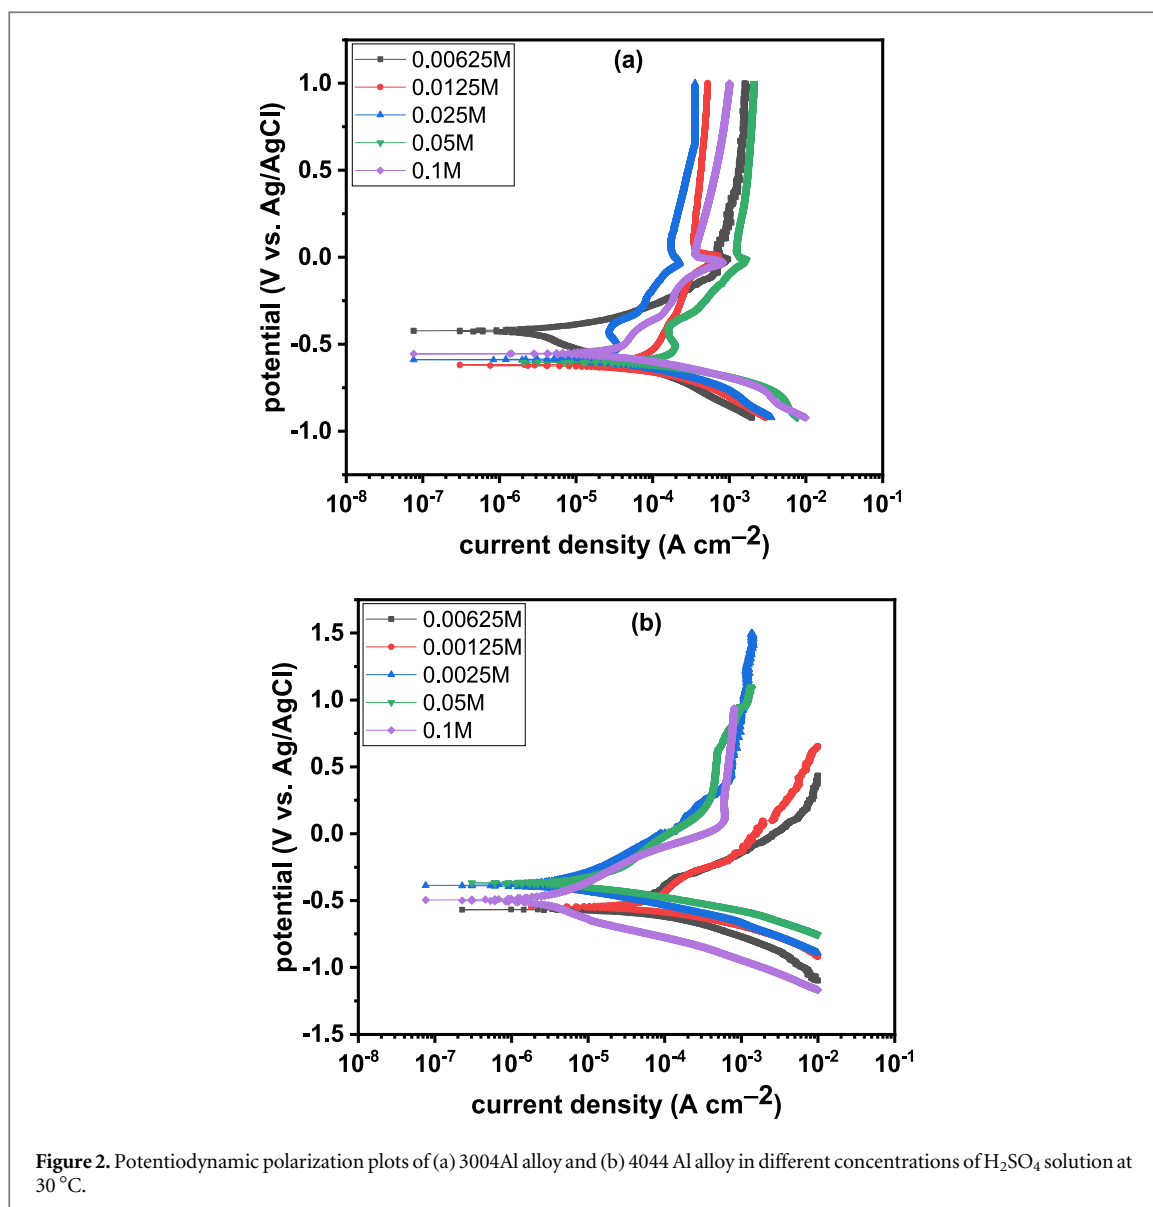 (a)
0.00625M
0.0125M
0.025M
0.05M
0.1M
1.0
0.5
0.0
-0.5
-1.0
potential (V vs. Ag/AgCl)
10⁻⁸ 10⁻⁷ 10⁻⁶ 10⁻⁵ 10⁻⁴ 10⁻³ 10⁻² 10⁻¹
current density (A cm⁻²)
(b)
0.00625M
0.00125M
0.0025M
0.05M
0.1M
1.5
1.0
0.5
0.0
-0.5
-1.0
-1.5
potential (V vs. Ag/AgCl)
10⁻⁸ 10⁻⁷ 10⁻⁶ 10⁻⁵ 10⁻⁴ 10⁻³ 10⁻² 10⁻¹
current density (A cm⁻²)
Figure 2. Potentiodynamic polarization plots of (a) 3004Al alloy and (b) 4044 Al alloy in different concentrations of H₂SO₄ solution at
30 °C.